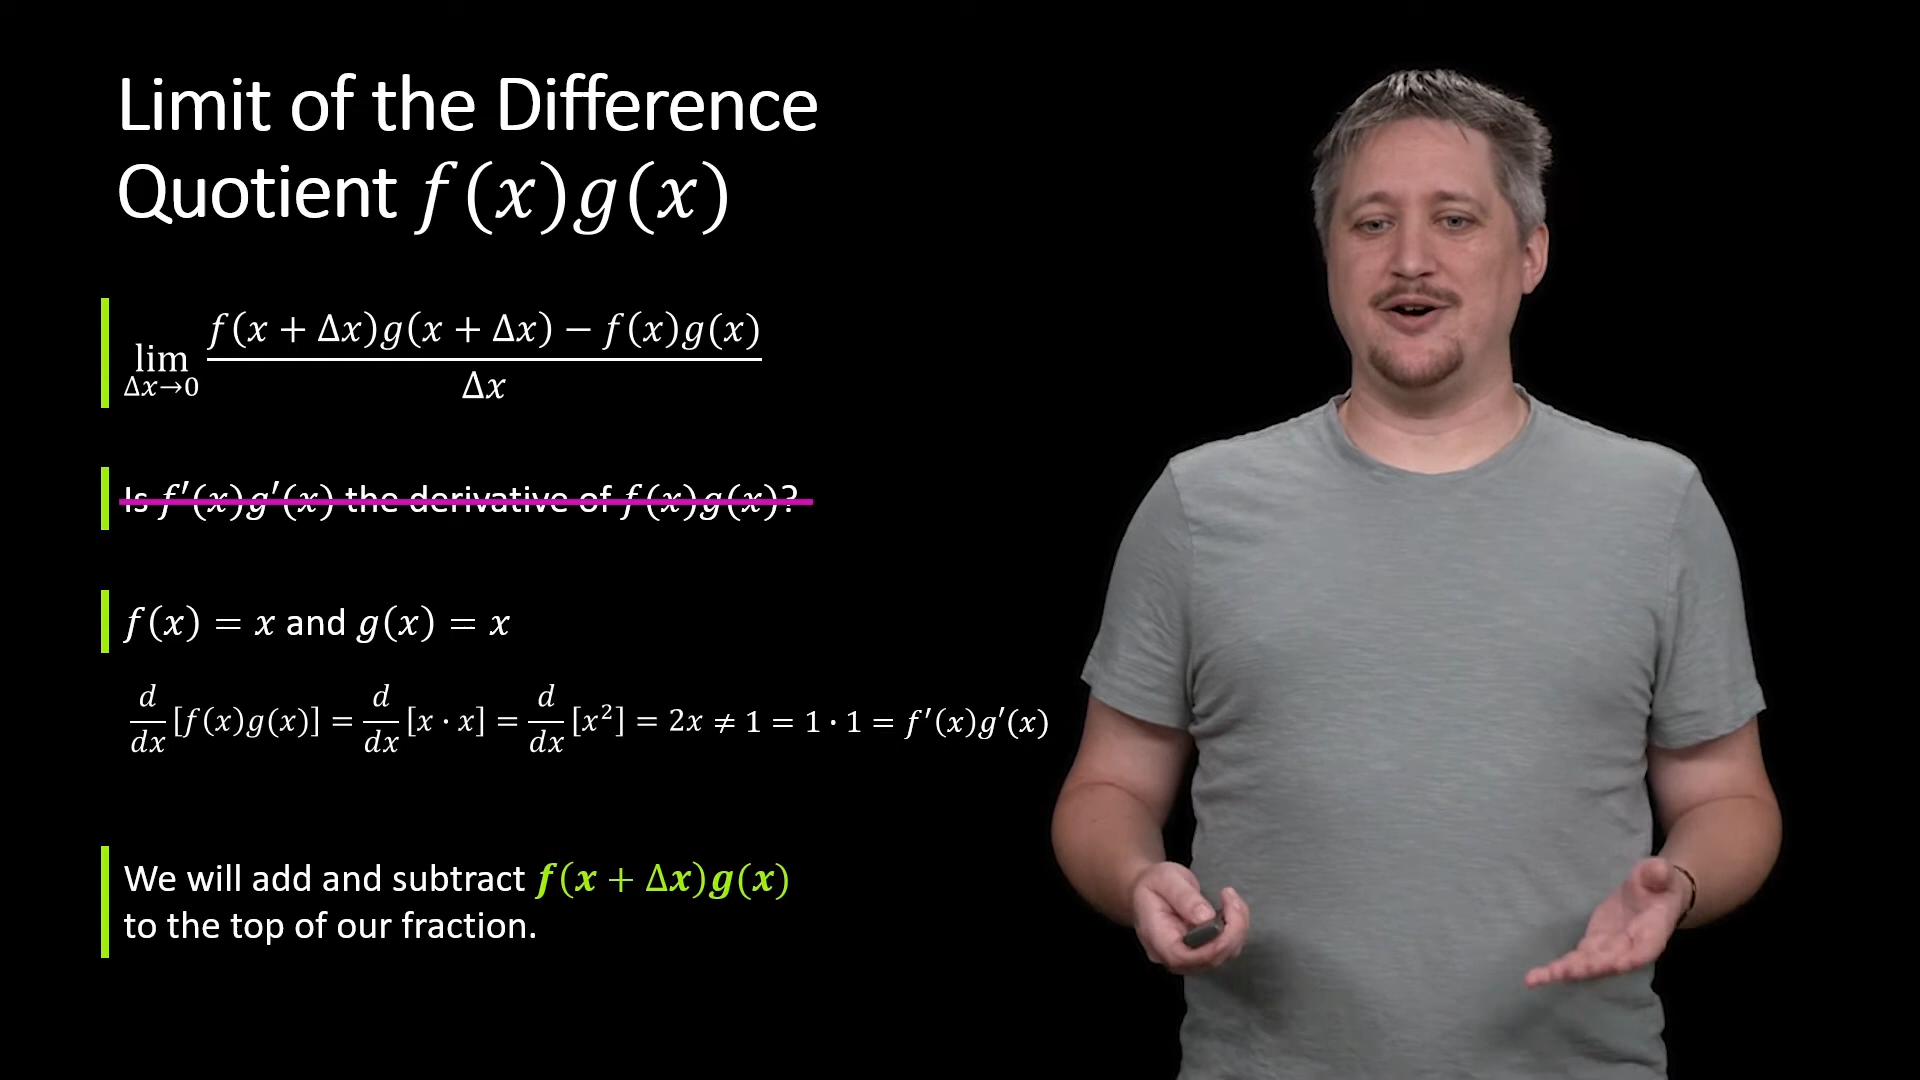 Limit of the Difference
Quotient f(x)g(x)
lim Δx→0 f(x + Δx)g(x + Δx) − f(x)g(x) / Δx
Is f′(x)g′(x) the derivative of f(x)g(x)?
f(x) = x and g(x) = x
d/dx [f(x)g(x)] = d/dx [x · x] = d/dx [x²] = 2x ≠ 1 = 1 · 1 = f′(x)g′(x)
We will add and subtract f(x + Δx)g(x)
to the top of our fraction.